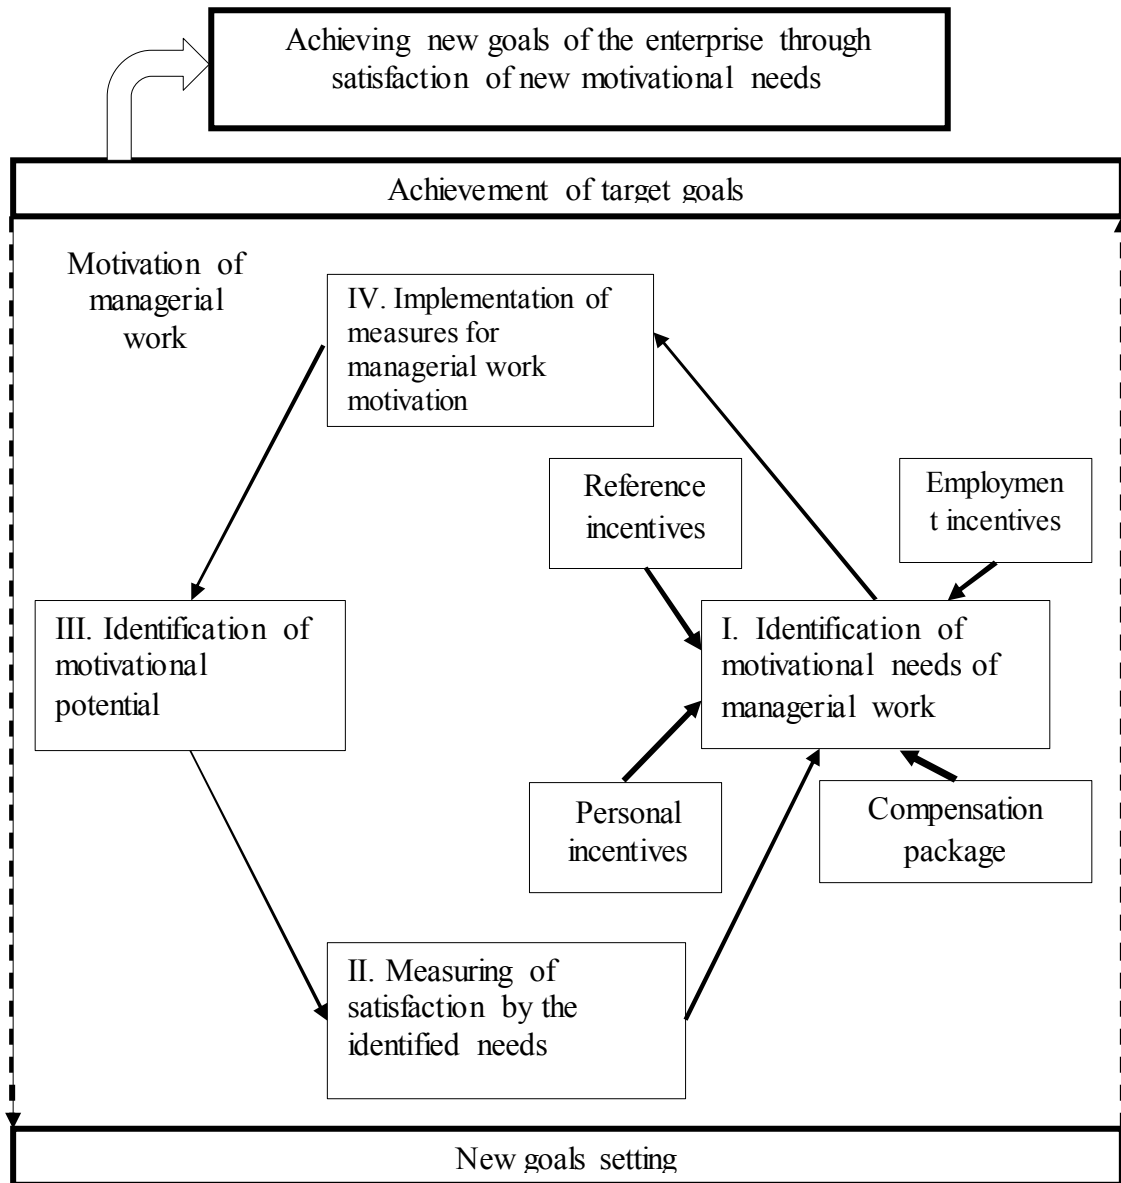 Achieving new goals of the enterprise through
satisfaction of new motivational needs
Achievement of target goals
Motivation of
managerial
work
IV. Implementation of
measures for
managerial work
motivation
Reference
incentives
Employmen
t incentives
III. Identification of
motivational
potential
I. Identification of
motivational needs of
managerial work
Personal
incentives
Compensation
package
II. Measuring of
satisfaction by the
identified needs
New goals setting